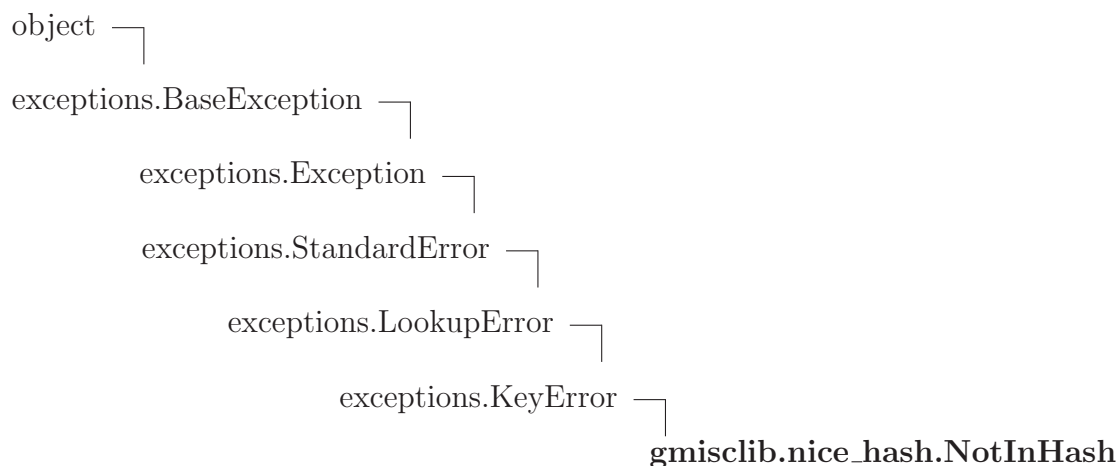 object
exceptions.BaseException
exceptions.Exception
exceptions.StandardError
exceptions.LookupError
exceptions.KeyError
gmisclib.nice_hash.NotInHash